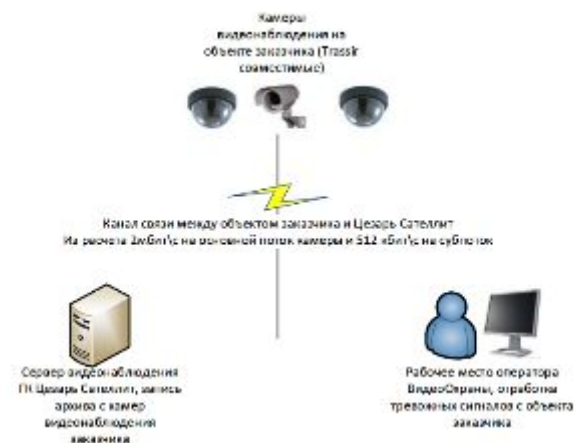 Камеры
видеонаблюдения на
объекте заказчика (Trassir
совместимые)
Канал связи между объектом заказчика и Цезарь Сателлит
Из расчета 2мбит\с на основной поток камеры и 512 кбит\с на субпоток
Сервер видеонаблюдения
ГК Цезарь Сателлит, запись
архива с камер
видеонаблюдения
заказчика
Рабочее место оператора
ВидеоОхраны, отработка
тревожных сигналов с объекта
заказчика